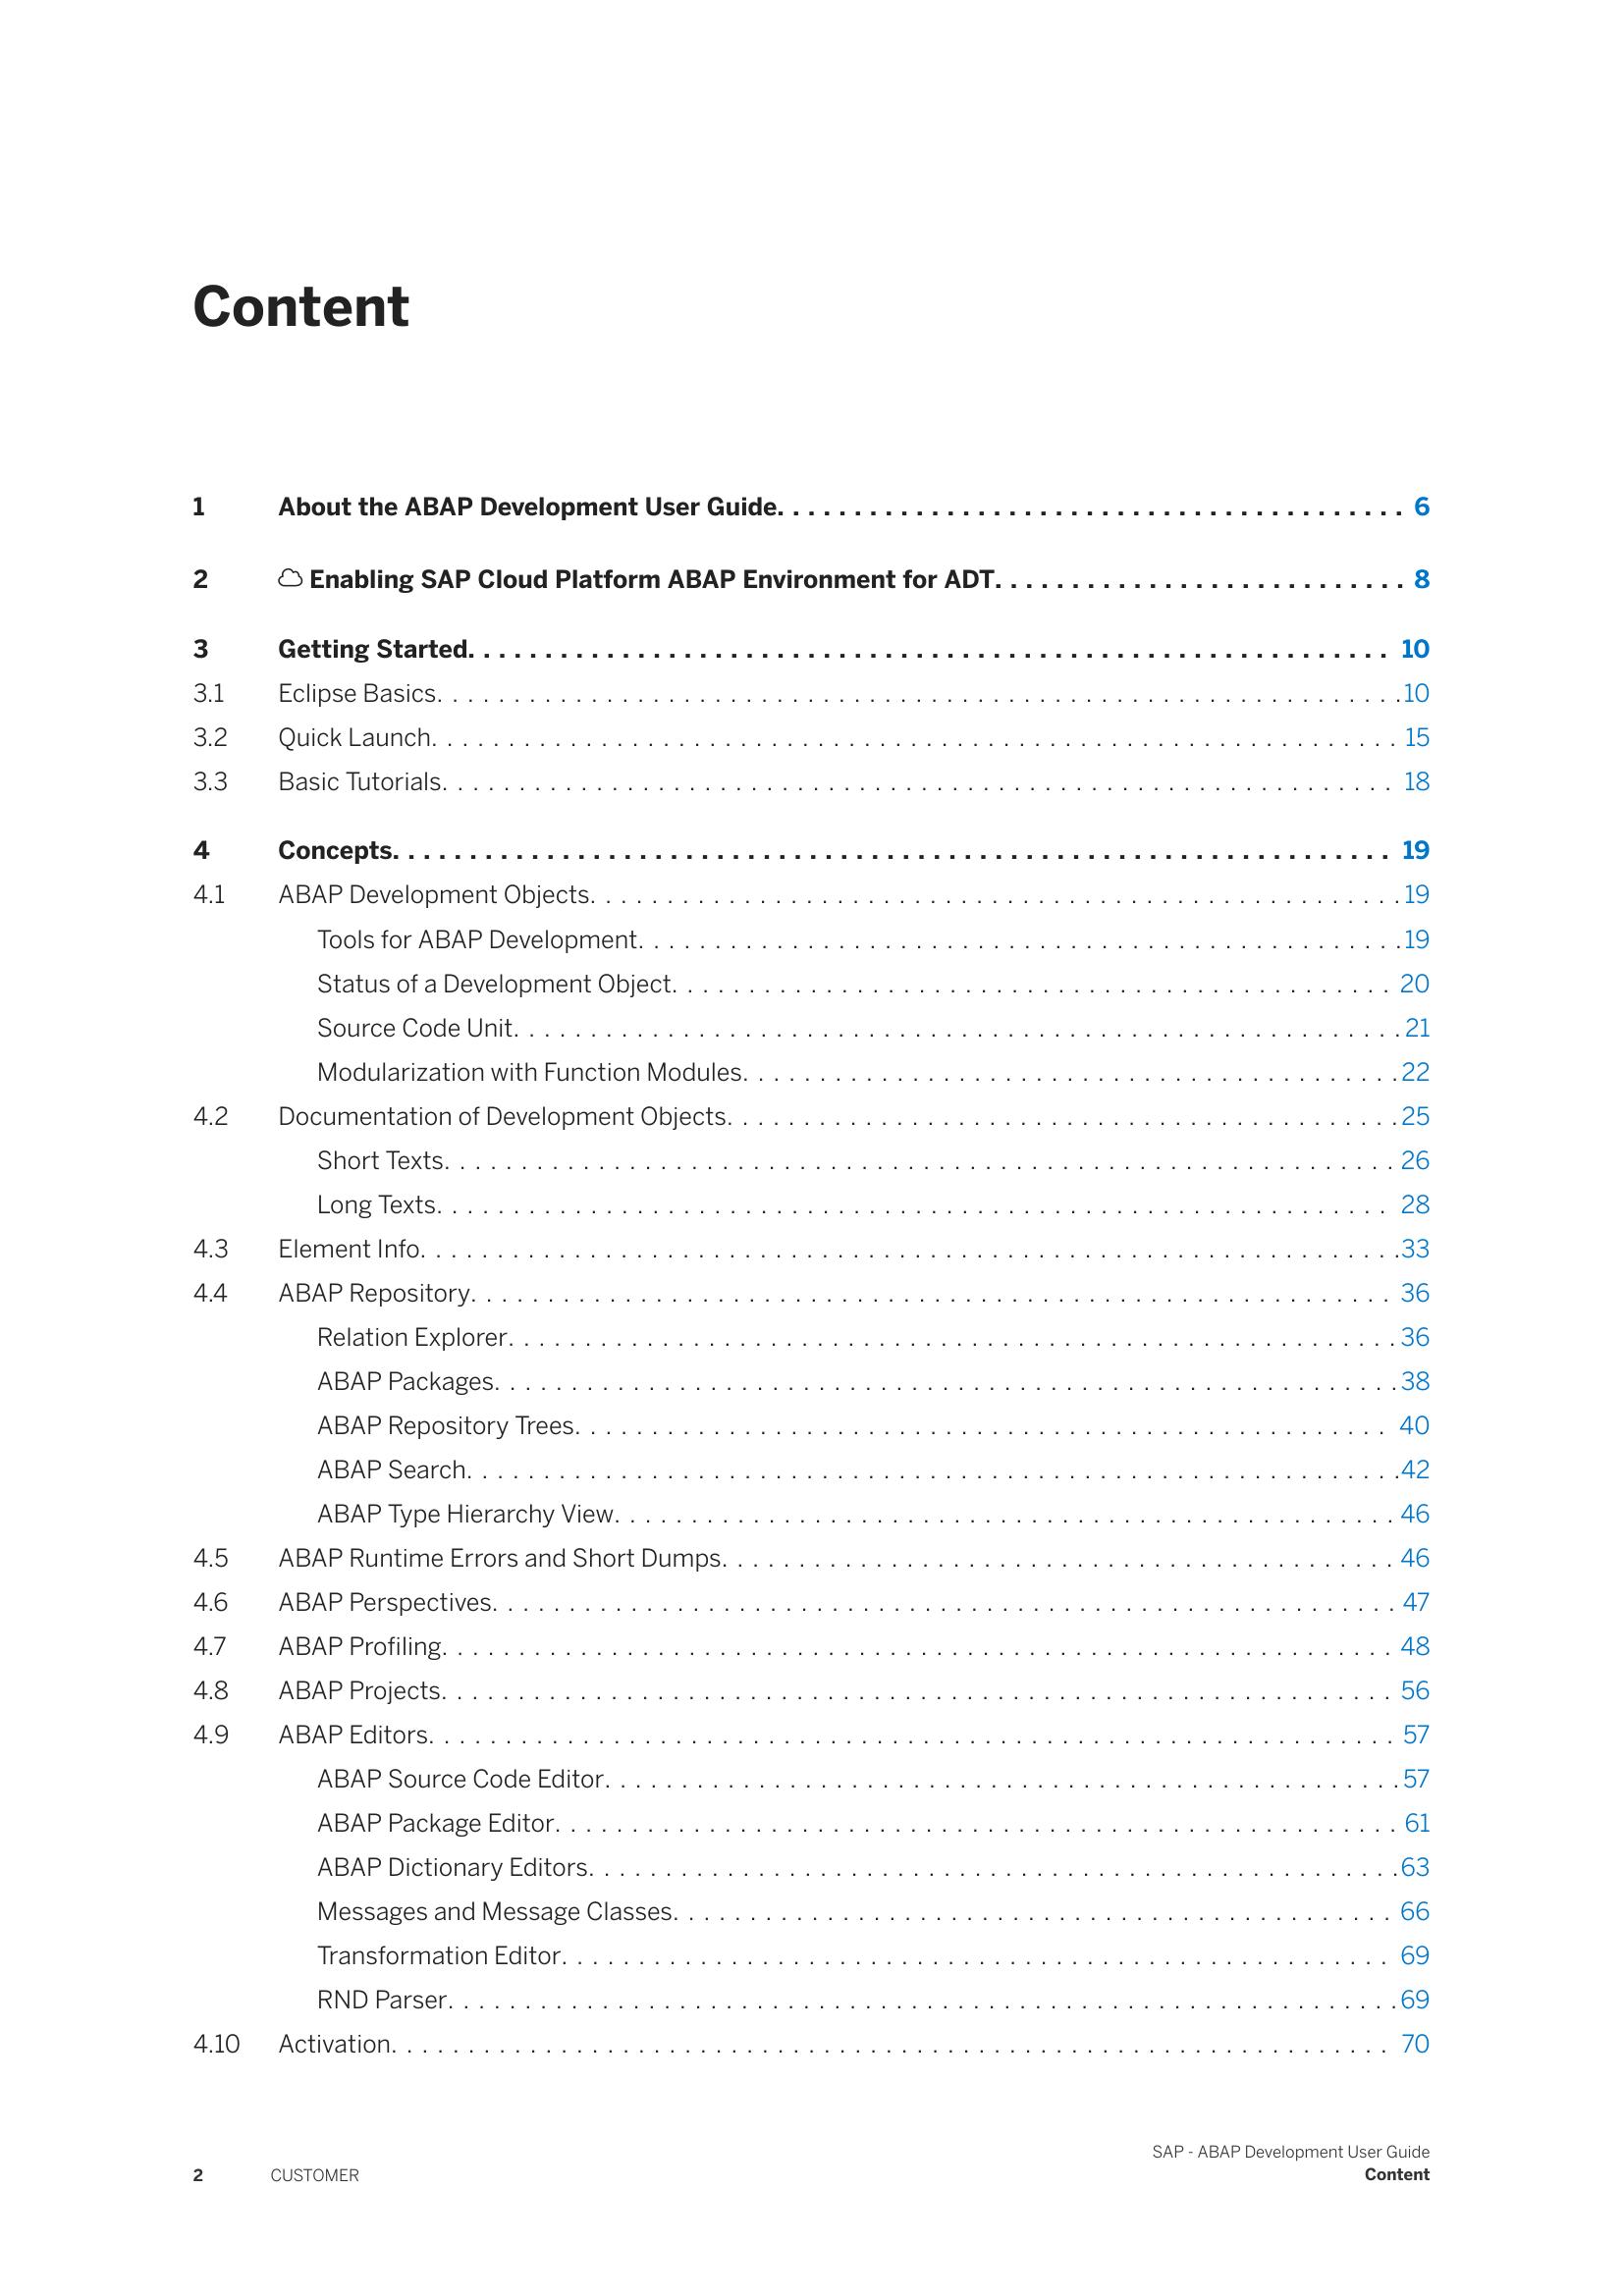 Content
1 About the ABAP Development User Guide. . . . . . . . . . . . . . . . . . . . . . . . . . . . . . . . . . . . . . . . . 6
2 Enabling SAP Cloud Platform ABAP Environment for ADT. . . . . . . . . . . . . . . . . . . . . . . . . . . 8
3 Getting Started. . . . . . . . . . . . . . . . . . . . . . . . . . . . . . . . . . . . . . . . . . . . . . . . . . . . . . . . . . . . 10
3.1 Eclipse Basics. . . . . . . . . . . . . . . . . . . . . . . . . . . . . . . . . . . . . . . . . . . . . . . . . . . . . . . . . . . . . . .10
3.2 Quick Launch. . . . . . . . . . . . . . . . . . . . . . . . . . . . . . . . . . . . . . . . . . . . . . . . . . . . . . . . . . . . . . . 15
3.3 Basic Tutorials. . . . . . . . . . . . . . . . . . . . . . . . . . . . . . . . . . . . . . . . . . . . . . . . . . . . . . . . . . . . . . 18
4 Concepts. . . . . . . . . . . . . . . . . . . . . . . . . . . . . . . . . . . . . . . . . . . . . . . . . . . . . . . . . . . . . . . . . 19
4.1 ABAP Development Objects. . . . . . . . . . . . . . . . . . . . . . . . . . . . . . . . . . . . . . . . . . . . . . . . . . . . .19
Tools for ABAP Development. . . . . . . . . . . . . . . . . . . . . . . . . . . . . . . . . . . . . . . . . . . . . . . . . .19
Status of a Development Object. . . . . . . . . . . . . . . . . . . . . . . . . . . . . . . . . . . . . . . . . . . . . . . 20
Source Code Unit. . . . . . . . . . . . . . . . . . . . . . . . . . . . . . . . . . . . . . . . . . . . . . . . . . . . . . . . . .21
Modularization with Function Modules. . . . . . . . . . . . . . . . . . . . . . . . . . . . . . . . . . . . . . . . . . .22
4.2 Documentation of Development Objects. . . . . . . . . . . . . . . . . . . . . . . . . . . . . . . . . . . . . . . . . . . .25
Short Texts. . . . . . . . . . . . . . . . . . . . . . . . . . . . . . . . . . . . . . . . . . . . . . . . . . . . . . . . . . . . . . 26
Long Texts. . . . . . . . . . . . . . . . . . . . . . . . . . . . . . . . . . . . . . . . . . . . . . . . . . . . . . . . . . . . . . 28
4.3 Element Info. . . . . . . . . . . . . . . . . . . . . . . . . . . . . . . . . . . . . . . . . . . . . . . . . . . . . . . . . . . . . . . .33
4.4 ABAP Repository. . . . . . . . . . . . . . . . . . . . . . . . . . . . . . . . . . . . . . . . . . . . . . . . . . . . . . . . . . . . 36
Relation Explorer. . . . . . . . . . . . . . . . . . . . . . . . . . . . . . . . . . . . . . . . . . . . . . . . . . . . . . . . . .36
ABAP Packages. . . . . . . . . . . . . . . . . . . . . . . . . . . . . . . . . . . . . . . . . . . . . . . . . . . . . . . . . . .38
ABAP Repository Trees. . . . . . . . . . . . . . . . . . . . . . . . . . . . . . . . . . . . . . . . . . . . . . . . . . . . . 40
ABAP Search. . . . . . . . . . . . . . . . . . . . . . . . . . . . . . . . . . . . . . . . . . . . . . . . . . . . . . . . . . . . .42
ABAP Type Hierarchy View. . . . . . . . . . . . . . . . . . . . . . . . . . . . . . . . . . . . . . . . . . . . . . . . . . . 46
4.5 ABAP Runtime Errors and Short Dumps. . . . . . . . . . . . . . . . . . . . . . . . . . . . . . . . . . . . . . . . . . . . 46
4.6 ABAP Perspectives. . . . . . . . . . . . . . . . . . . . . . . . . . . . . . . . . . . . . . . . . . . . . . . . . . . . . . . . . . . 47
4.7 ABAP Profiling. . . . . . . . . . . . . . . . . . . . . . . . . . . . . . . . . . . . . . . . . . . . . . . . . . . . . . . . . . . . . . 48
4.8 ABAP Projects. . . . . . . . . . . . . . . . . . . . . . . . . . . . . . . . . . . . . . . . . . . . . . . . . . . . . . . . . . . . . . 56
4.9 ABAP Editors. . . . . . . . . . . . . . . . . . . . . . . . . . . . . . . . . . . . . . . . . . . . . . . . . . . . . . . . . . . . . . . 57
ABAP Source Code Editor. . . . . . . . . . . . . . . . . . . . . . . . . . . . . . . . . . . . . . . . . . . . . . . . . . . .57
ABAP Package Editor. . . . . . . . . . . . . . . . . . . . . . . . . . . . . . . . . . . . . . . . . . . . . . . . . . . . . . . 61
ABAP Dictionary Editors. . . . . . . . . . . . . . . . . . . . . . . . . . . . . . . . . . . . . . . . . . . . . . . . . . . . .63
Messages and Message Classes. . . . . . . . . . . . . . . . . . . . . . . . . . . . . . . . . . . . . . . . . . . . . . . 66
Transformation Editor. . . . . . . . . . . . . . . . . . . . . . . . . . . . . . . . . . . . . . . . . . . . . . . . . . . . . . 69
RND Parser. . . . . . . . . . . . . . . . . . . . . . . . . . . . . . . . . . . . . . . . . . . . . . . . . . . . . . . . . . . . . .69
4.10 Activation. . . . . . . . . . . . . . . . . . . . . . . . . . . . . . . . . . . . . . . . . . . . . . . . . . . . . . . . . . . . . . . . . 70
SAP - ABAP Development User Guide
2 CUSTOMER Content